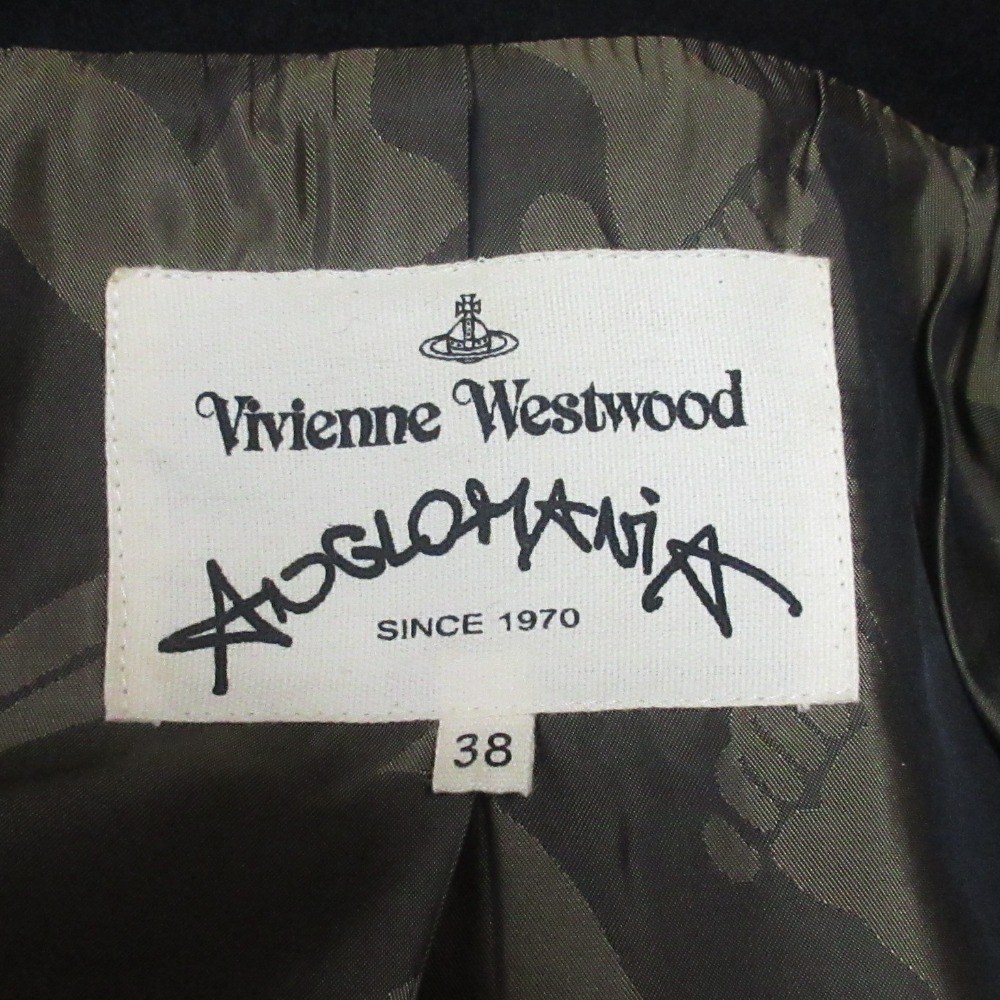 Vivienne Westwood
ANGLOMANiA
SINCE 1970
38